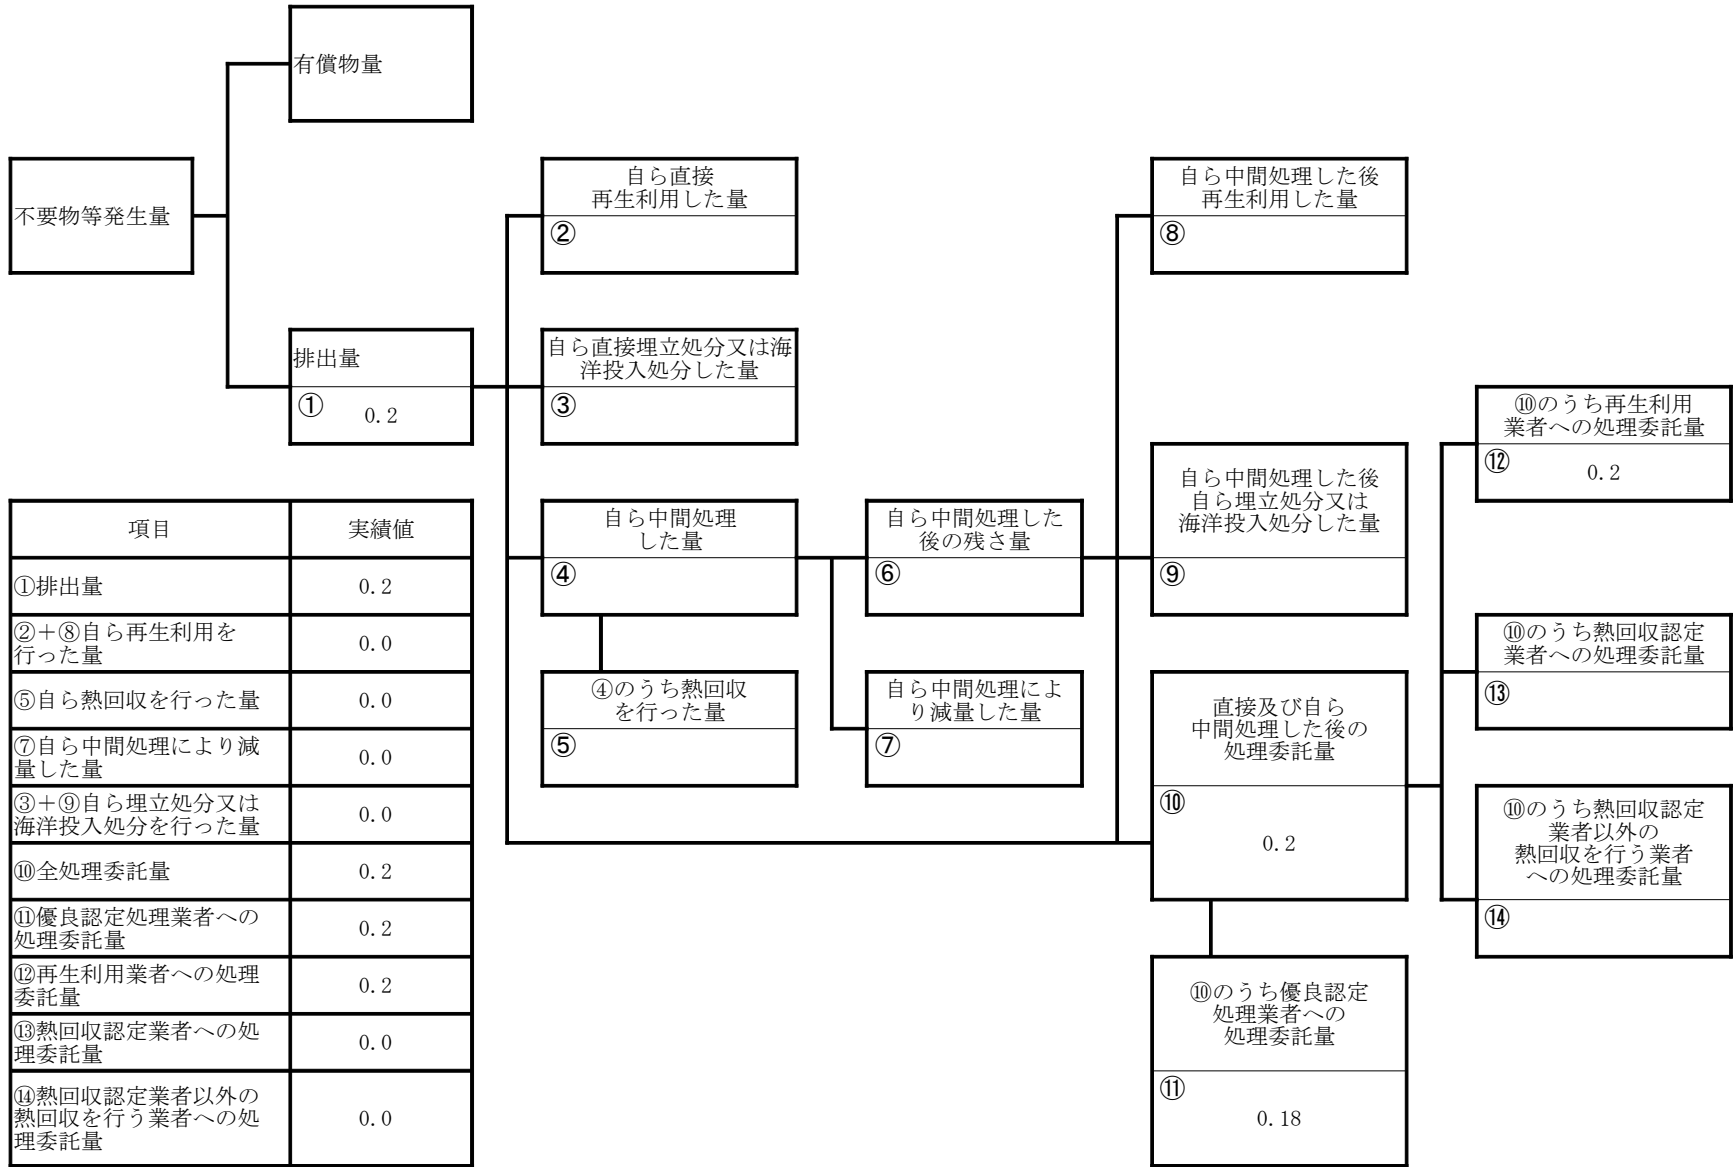 有償物量
不要物等発生量
排出量
①
0.2
自ら直接
再生利用した量
②
自ら直接埋立処分又は海
洋投入処分した量
③
自ら中間処理
した量
④
④のうち熱回収
を行った量
⑤
自ら中間処理した
後の残さ量
⑥
自ら中間処理によ
り減量した量
⑦
自ら中間処理した後
再生利用した量
⑧
自ら中間処理した後
自ら埋立処分又は
海洋投入処分した量
⑨
直接及び自ら
中間処理した後の
処理委託量
⑩
0.2
⑩のうち優良認定
処理業者への
処理委託量
⑪
0.18
⑩のうち再生利用
業者への処理委託量
⑫
0.2
⑩のうち熱回収認定
業者への処理委託量
⑬
⑩のうち熱回収認定
業者以外の
熱回収を行う業者
への処理委託量
⑭
項目 実績値
①排出量 0.2
②+⑧自ら再生利用を
行った量 0.0
⑤自ら熱回収を行った量 0.0
⑦自ら中間処理により減
量した量 0.0
③+⑨自ら埋立処分又は
海洋投入処分を行った量 0.0
⑩全処理委託量 0.2
⑪優良認定処理業者への
処理委託量 0.2
⑫再生利用業者への処理
委託量 0.2
⑬熱回収認定業者への処
理委託量 0.0
⑭熱回収認定業者以外の
熱回収を行う業者への処
理委託量 0.0